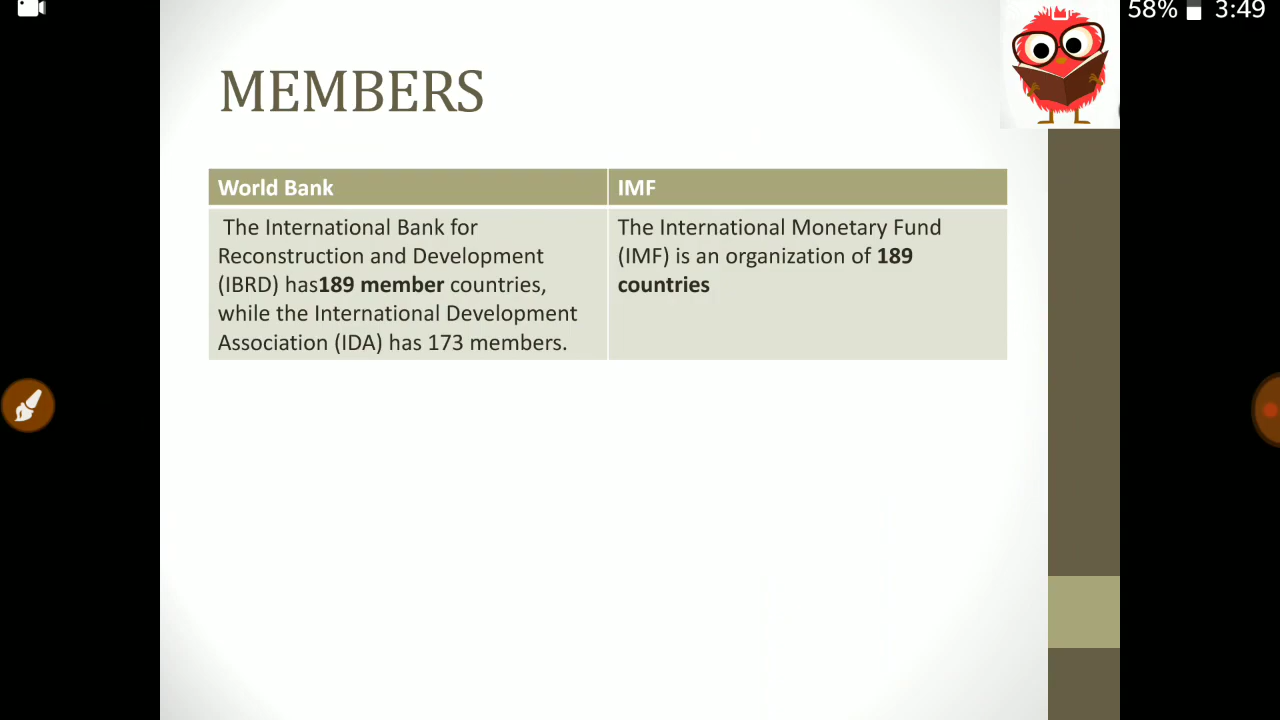 58% 3:49
MEMBERS
World Bank
The International Bank for
Reconstruction and Development
(IBRD) has189 member countries,
while the International Development
Association (IDA) has 173 members.
IMF
The International Monetary Fund
(IMF) is an organization of 189
countries